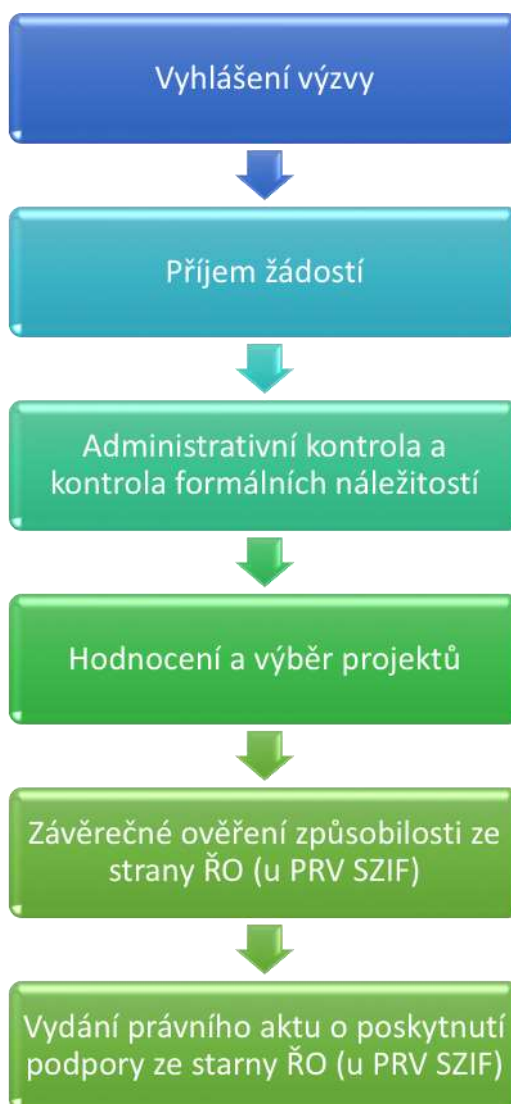 Vyhlášení výzvy
Příjem žádostí
Administrativní kontrola a
kontrola formálních náležitostí
Hodnocení a výběr projektů
Závěrečné ověření způsobilosti ze
strany ŘO (u PRV SZIF)
Vydání právního aktu o poskytnutí
podpory ze starny ŘO (u PRV SZIF)